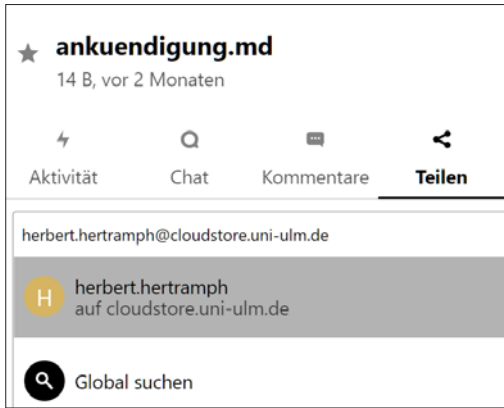 ankuendigung.md
14 B, vor 2 Monaten
Aktivität Chat Kommentare Teilen
herbert.hertramph@cloudstore.uni-ulm.de
H herbert.hertramph
auf cloudstore.uni-ulm.de
Global suchen